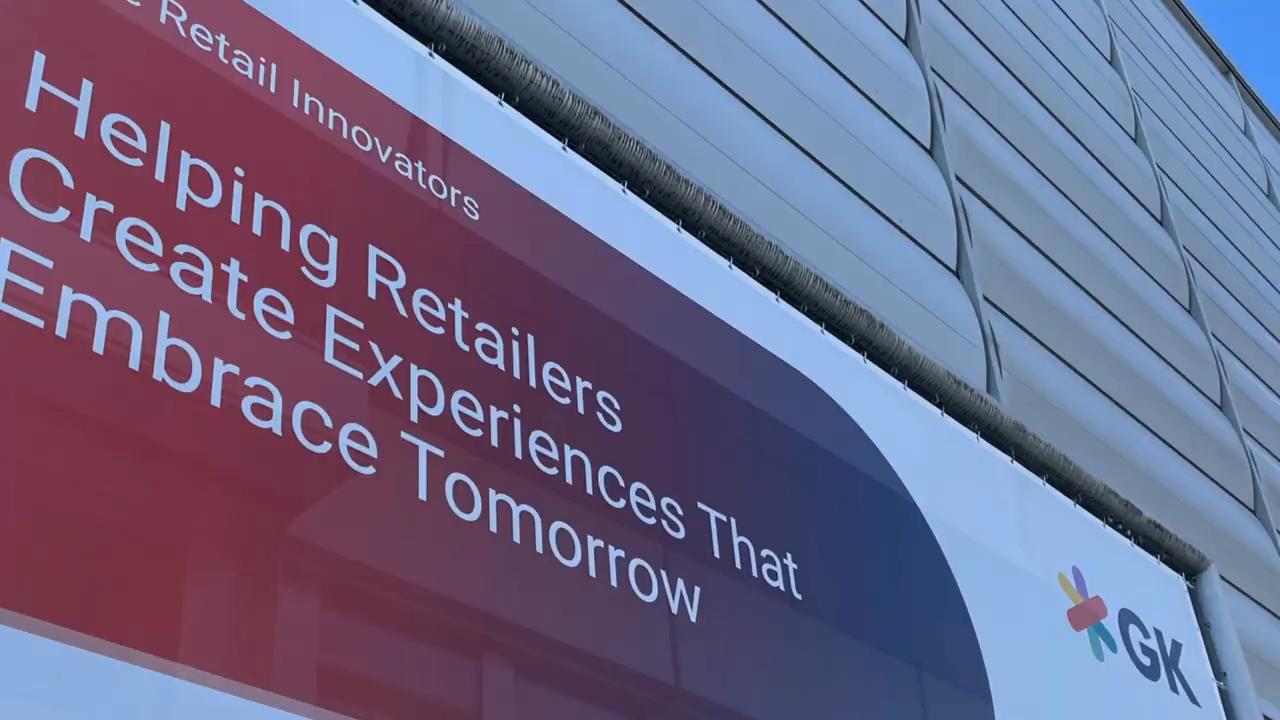 Retail Innovators
Helping Retailers
Create Experiences That
Embrace Tomorrow
GK